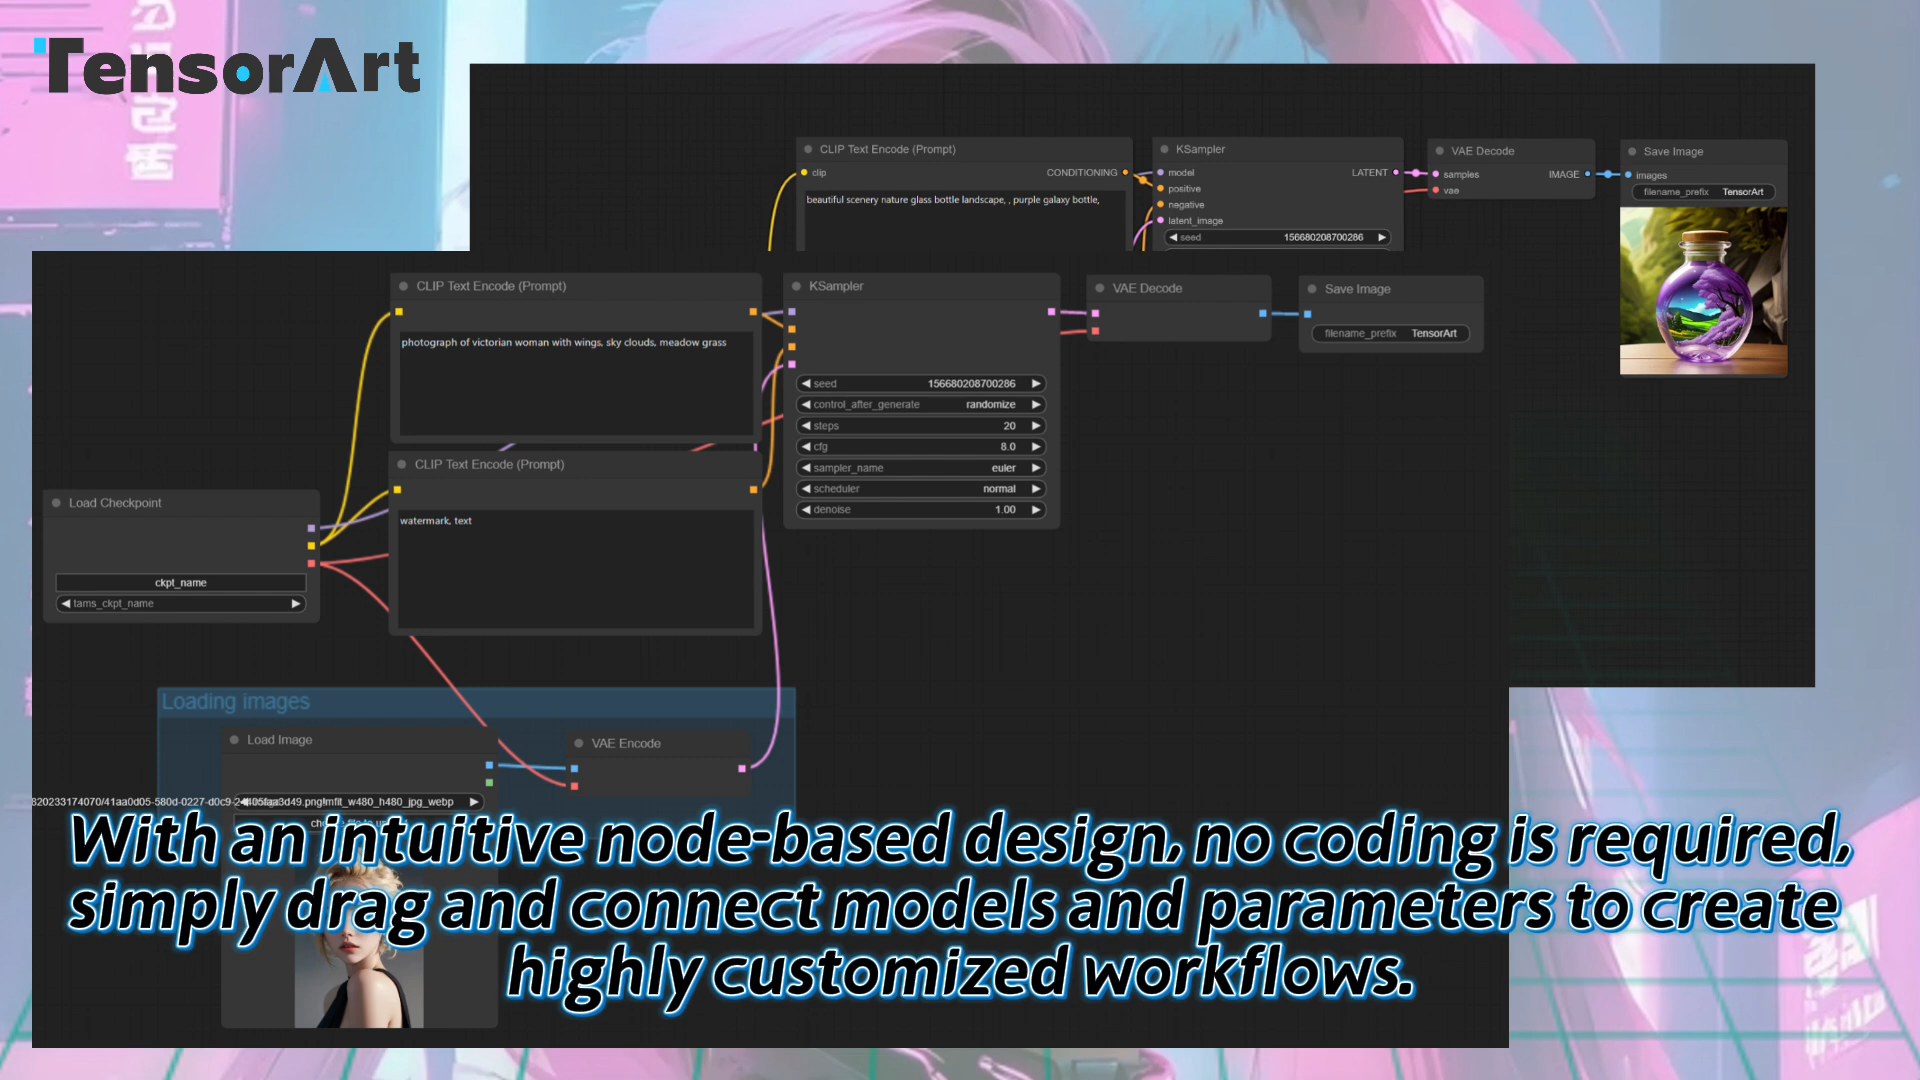 TensorArt
CLIP Text Encode (Prompt)
clip
CONDITIONING
beautiful scenery nature glass bottle landscape, , purple galaxy bottle,
KSampler
model
LATENT
positive
negative
latent_image
seed 156680208700286
VAE Decode
samples
IMAGE
vae
Save Image
images
filename_prefix TensorArt
CLIP Text Encode (Prompt)
photograph of victorian woman with wings, sky clouds, meadow grass
KSampler
seed 156680208700286
control_after_generate randomize
steps 20
cfg 8.0
sampler_name euler
scheduler normal
denoise 1.00
VAE Decode
Save Image
filename_prefix TensorArt
CLIP Text Encode (Prompt)
watermark, text
Load Checkpoint
ckpt_name
tams_ckpt_name
Loading images
Load Image
VAE Encode
With an intuitive node-based design, no coding is required,
simply drag and connect models and parameters to create
highly customized workflows.